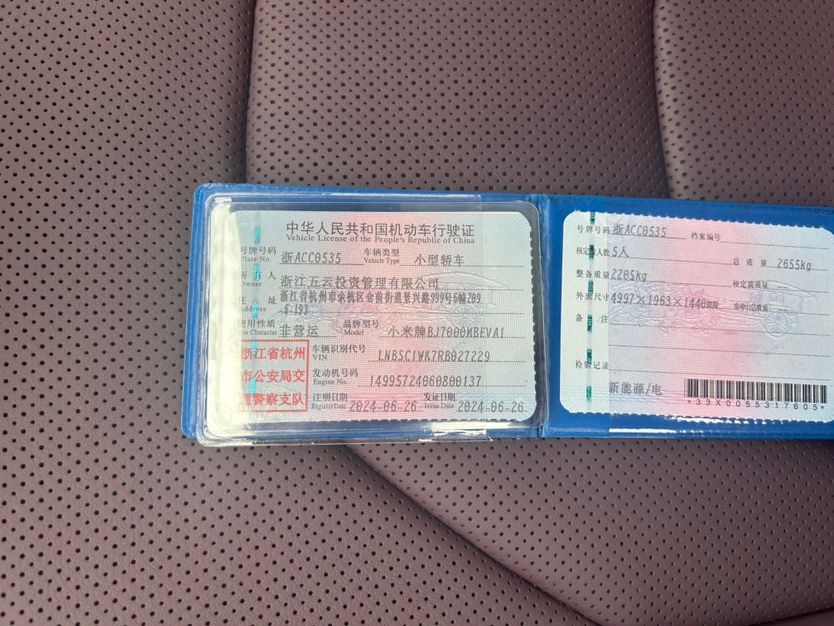 中华人民共和国机动车行驶证
Vehicle License of the People's Republic of China
号牌号码 浙ACC0535 车辆类型 小型轿车
Plate No. Vehicle Type
所有人 浙江五云投资管理有限公司
Owner
住址 浙江省杭州市余杭区仓前街道景兴路999号6幢209
Address -6-193
使用性质 非营运 品牌型号 小米牌BJ7000MBEVA1
Use Character Model
浙江省杭州
市公安局交
通警察支队
车辆识别代号 LNBSC1WK7RB027229
VIN
发动机号码 14995724060800137
Engine No.
注册日期 2024-06-26 发证日期 2024-06-26
Register Date Issue Date
号牌号码 浙ACC0535 档案编号
核定载人数 5人 总质量 2655kg
整备质量 2205kg 核定载质量
外廓尺寸 4997×1963×1440mm
备注
检验记录
新能源/电
*33X0055317605*